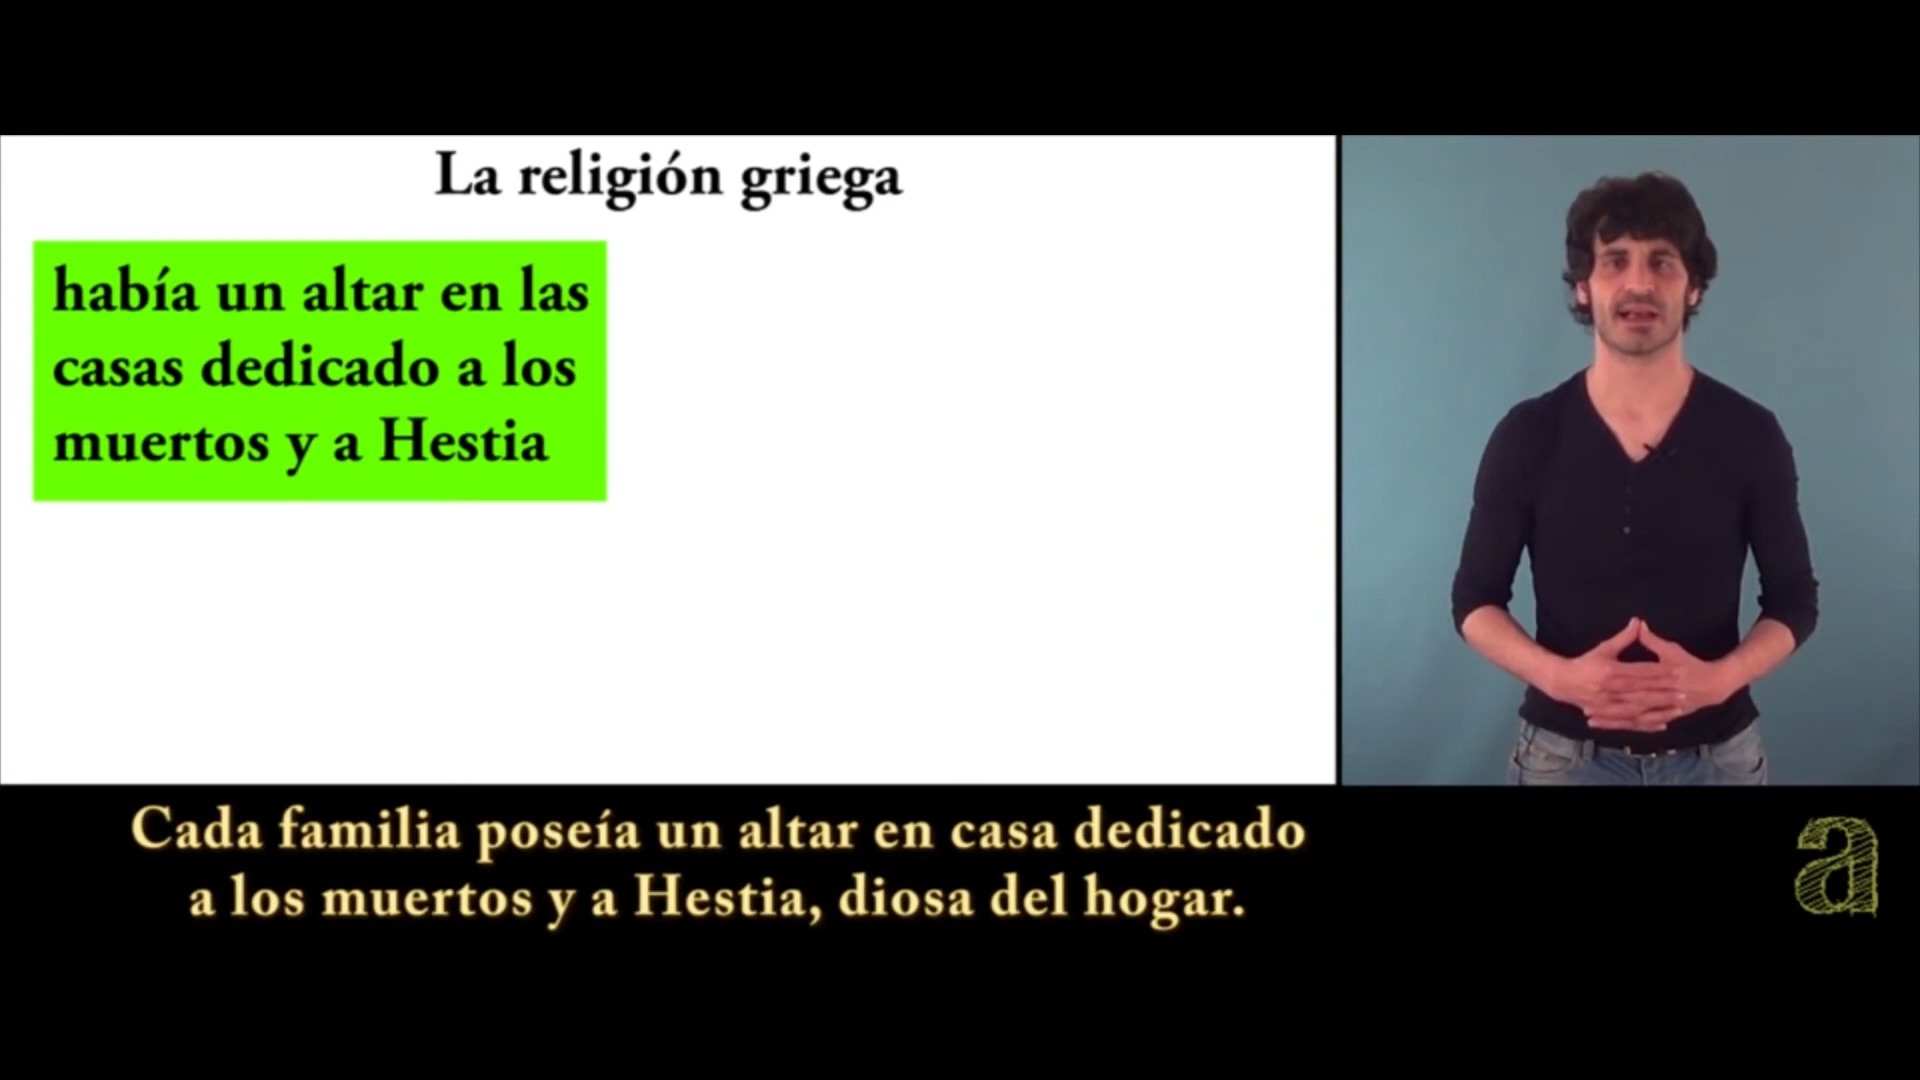 La religión griega
había un altar en las
casas dedicado a los
muertos y a Hestia
Cada familia poseía un altar en casa dedicado
a los muertos y a Hestia, diosa del hogar.
a